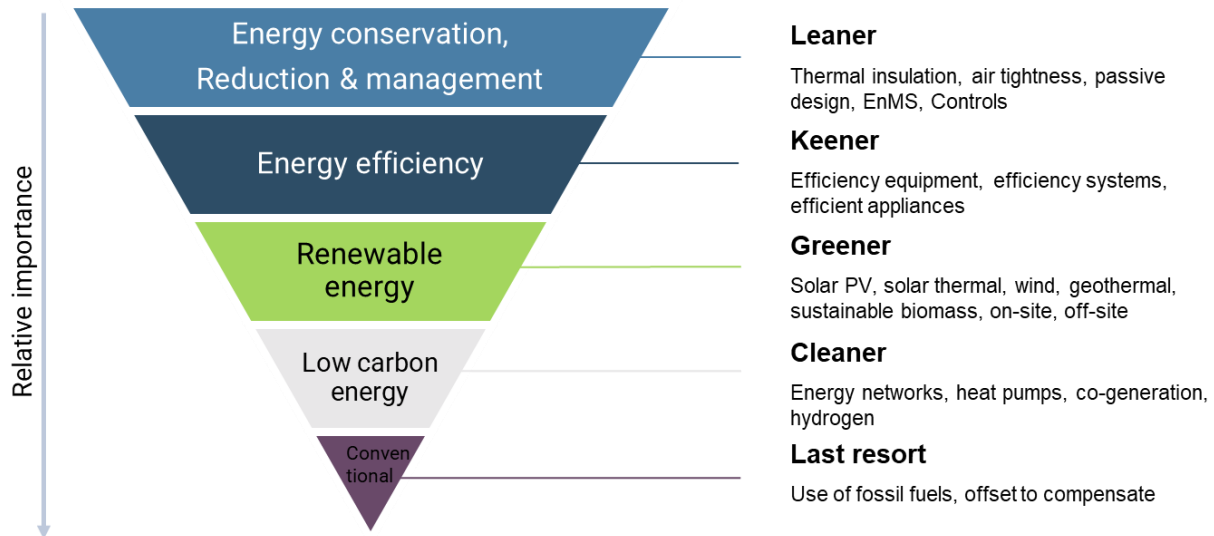 Relative importance
Energy conservation,
Reduction & management
Leaner
Thermal insulation, air tightness, passive
design, EnMS, Controls
Energy efficiency
Keener
Efficiency equipment, efficiency systems,
efficient appliances
Renewable
energy
Greener
Solar PV, solar thermal, wind, geothermal,
sustainable biomass, on-site, off-site
Low carbon
energy
Cleaner
Energy networks, heat pumps, co-generation,
hydrogen
Conven
tional
Last resort
Use of fossil fuels, offset to compensate